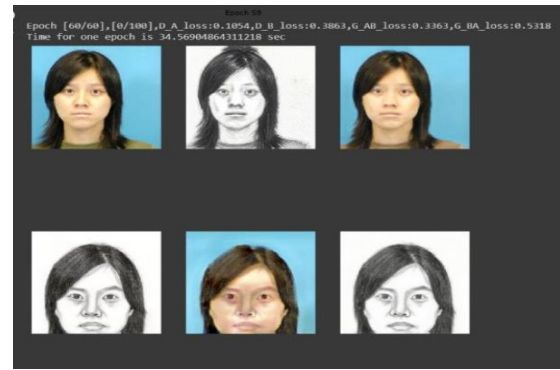 Epoch 59
Epoch [60/60],[0/100],D_A_loss:0.1054,D_B_loss:0.3863,G_AB_loss:0.3363,G_BA_loss:0.5318
Time for one epoch is 34.56904864311218 sec